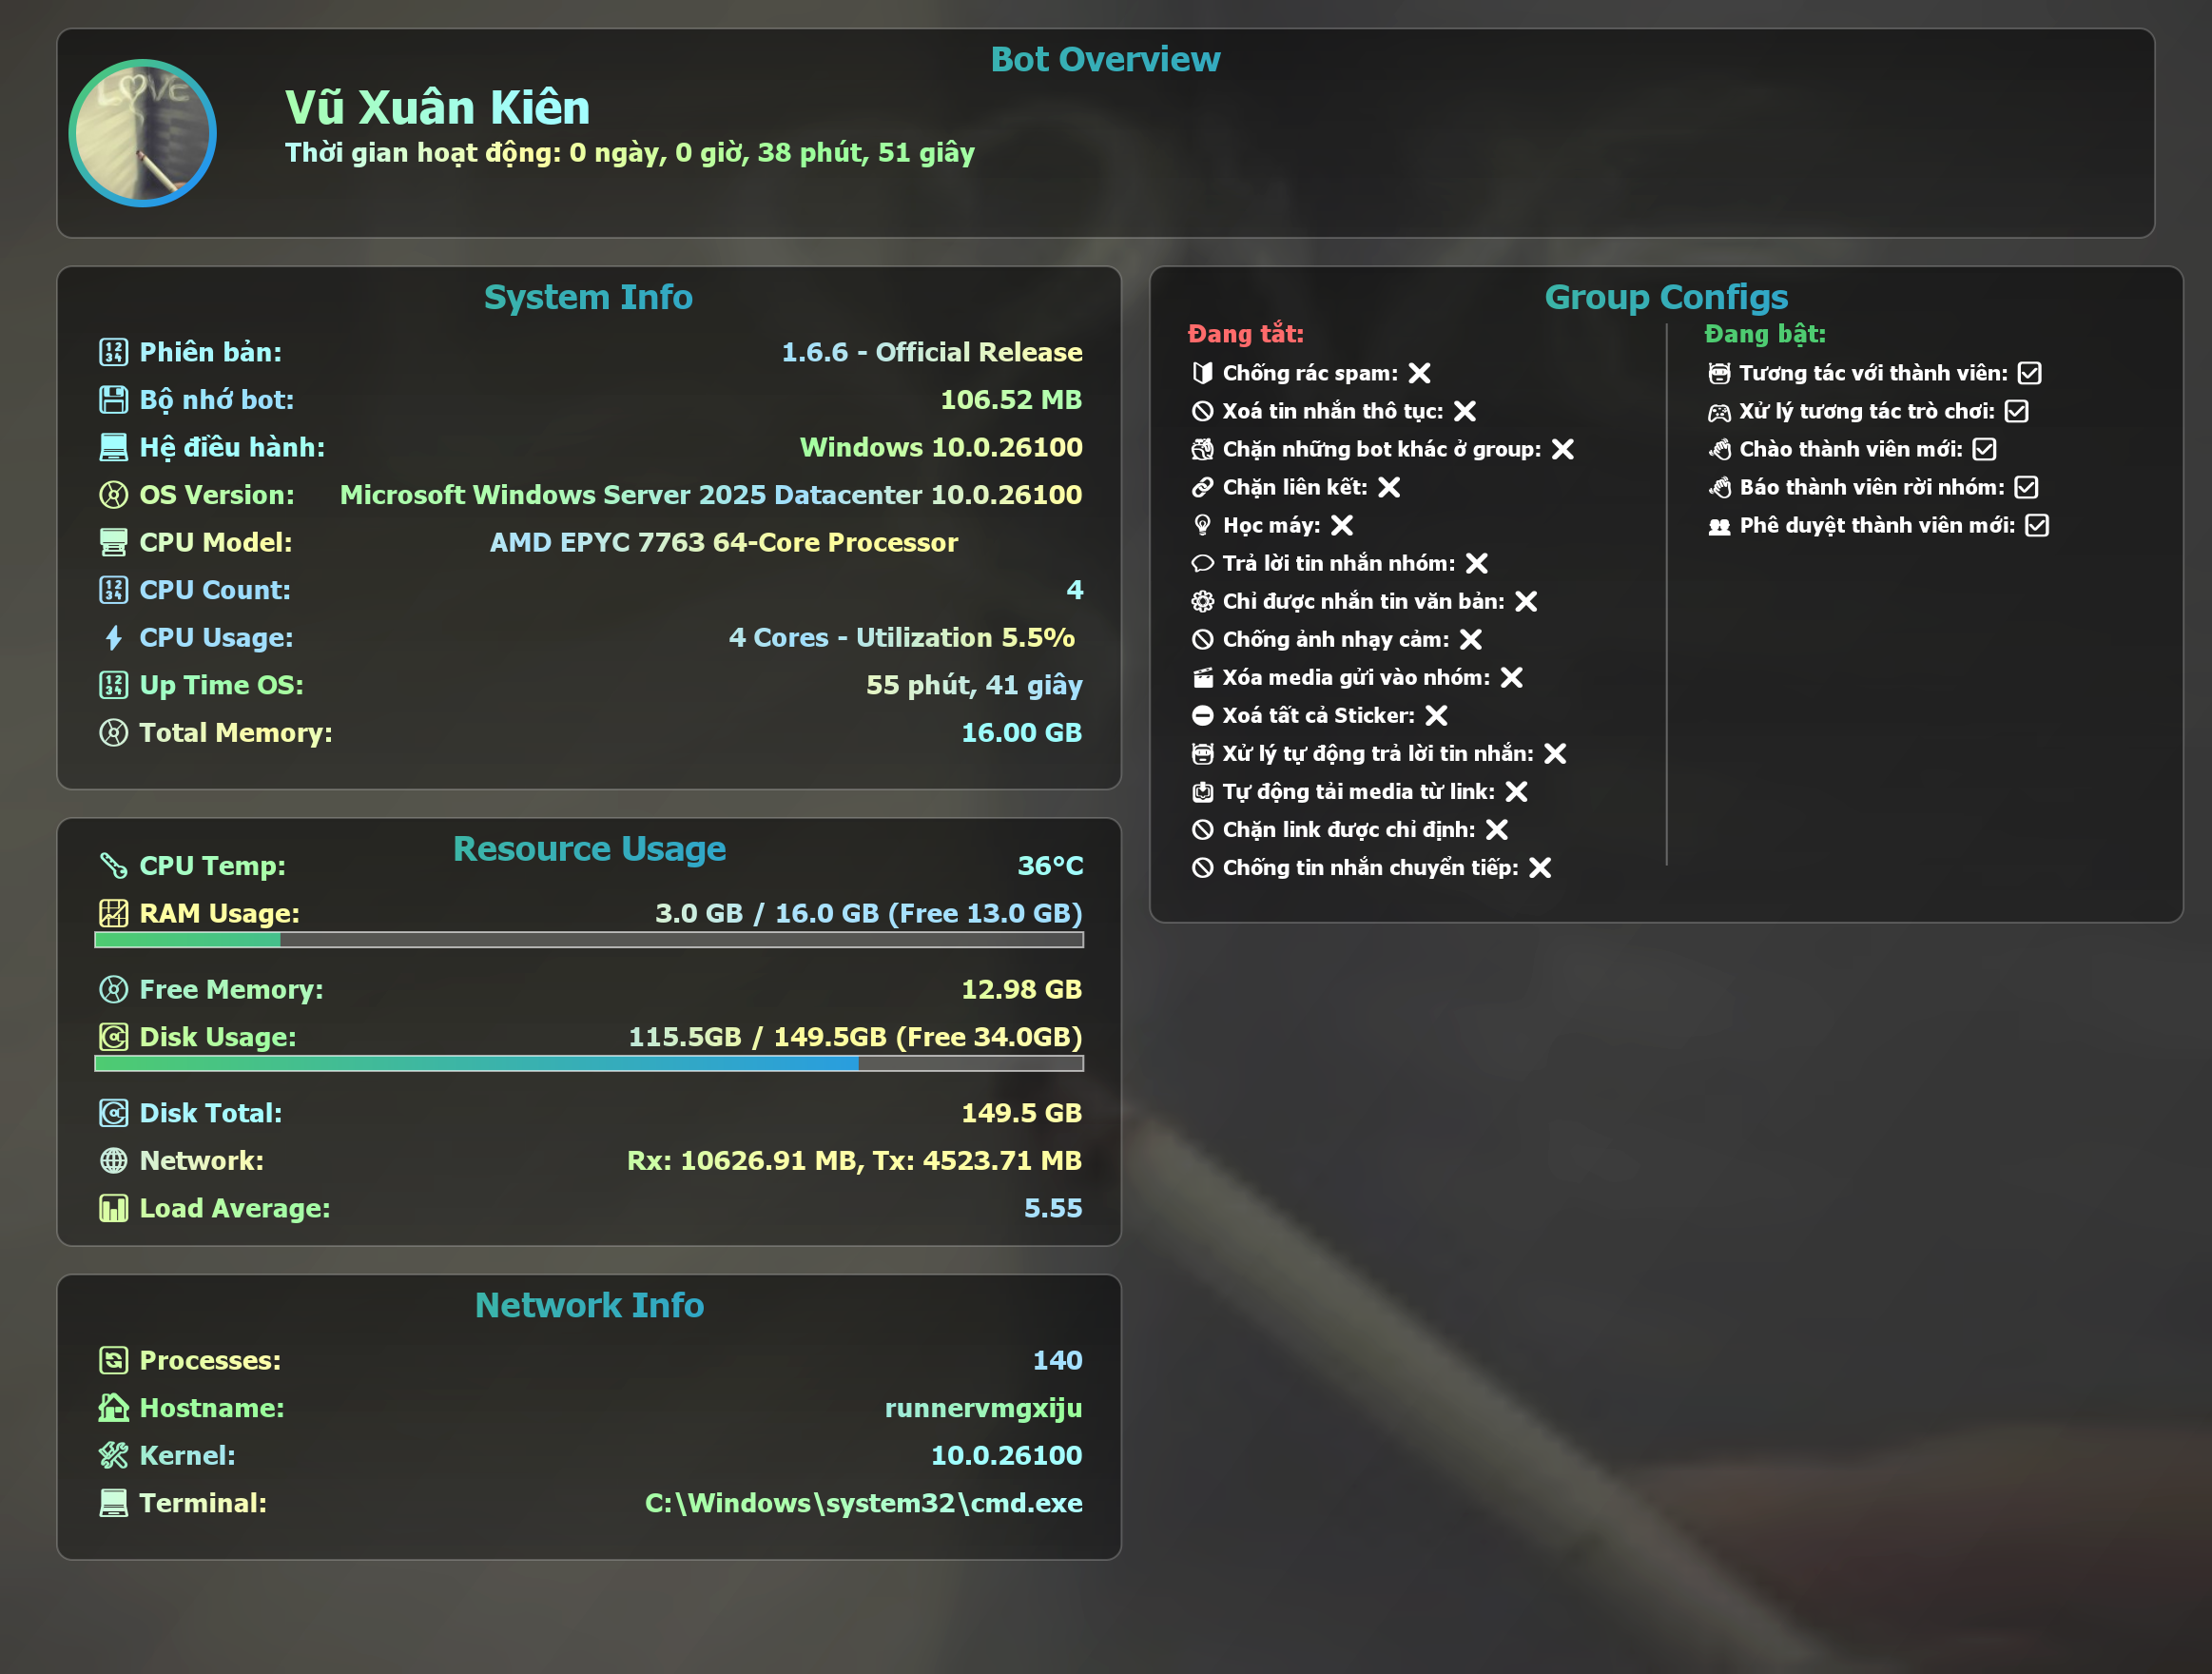 Bot Overview
Vũ Xuân Kiên
Thời gian hoạt động: 0 ngày, 0 giờ, 38 phút, 51 giây
System Info
Phiên bản: 1.6.6 - Official Release
Bộ nhớ bot: 106.52 MB
Hệ điều hành: Windows 10.0.26100
OS Version: Microsoft Windows Server 2025 Datacenter 10.0.26100
CPU Model: AMD EPYC 7763 64-Core Processor
CPU Count: 4
CPU Usage: 4 Cores - Utilization 5.5%
Up Time OS: 55 phút, 41 giây
Total Memory: 16.00 GB
Resource Usage
CPU Temp: 36°C
RAM Usage: 3.0 GB / 16.0 GB (Free 13.0 GB)
Free Memory: 12.98 GB
Disk Usage: 115.5GB / 149.5GB (Free 34.0GB)
Disk Total: 149.5 GB
Network: Rx: 10626.91 MB, Tx: 4523.71 MB
Load Average: 5.55
Network Info
Processes: 140
Hostname: runnervmgxiju
Kernel: 10.0.26100
Terminal: C:\Windows\system32\cmd.exe
Group Configs
Đang tắt:
Chống rác spam:
Xoá tin nhắn thô tục:
Chặn những bot khác ở group:
Chặn liên kết:
Học máy:
Trả lời tin nhắn nhóm:
Chỉ được nhắn tin văn bản:
Chống ảnh nhạy cảm:
Xóa media gửi vào nhóm:
Xoá tất cả Sticker:
Xử lý tự động trả lời tin nhắn:
Tự động tải media từ link:
Chặn link được chỉ định:
Chống tin nhắn chuyển tiếp:
Đang bật:
Tương tác với thành viên:
Xử lý tương tác trò chơi:
Chào thành viên mới:
Báo thành viên rời nhóm:
Phê duyệt thành viên mới:
LOVE